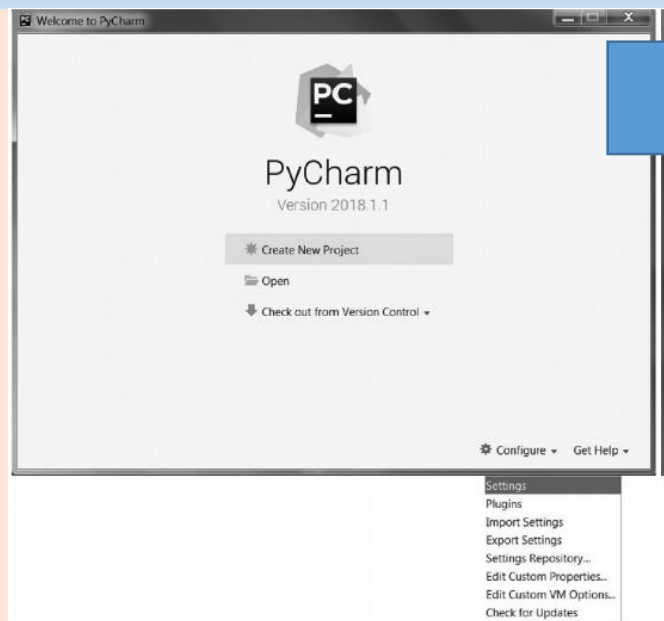 Welcome to PyCharm
PC
PyCharm
Version 2018.1.1
Create New Project
Open
Check out from Version Control
Configure Get Help
Settings
Plugins
Import Settings
Export Settings
Settings Repository...
Edit Custom Properties...
Edit Custom VM Options...
Check for Updates